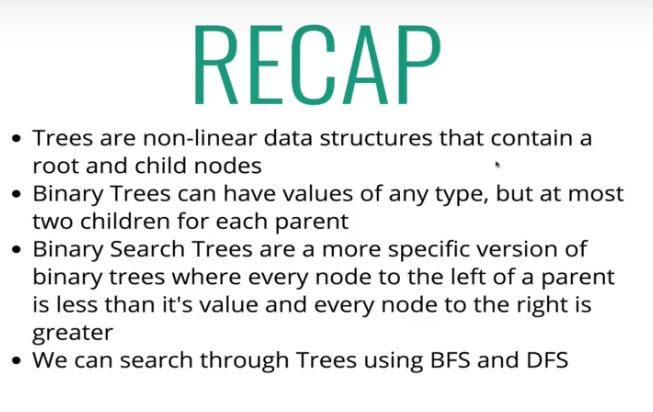 RECAP
• Trees are non-linear data structures that contain a
root and child nodes
• Binary Trees can have values of any type, but at most
two children for each parent
• Binary Search Trees are a more specific version of
binary trees where every node to the left of a parent
is less than it's value and every node to the right is
greater
• We can search through Trees using BFS and DFS